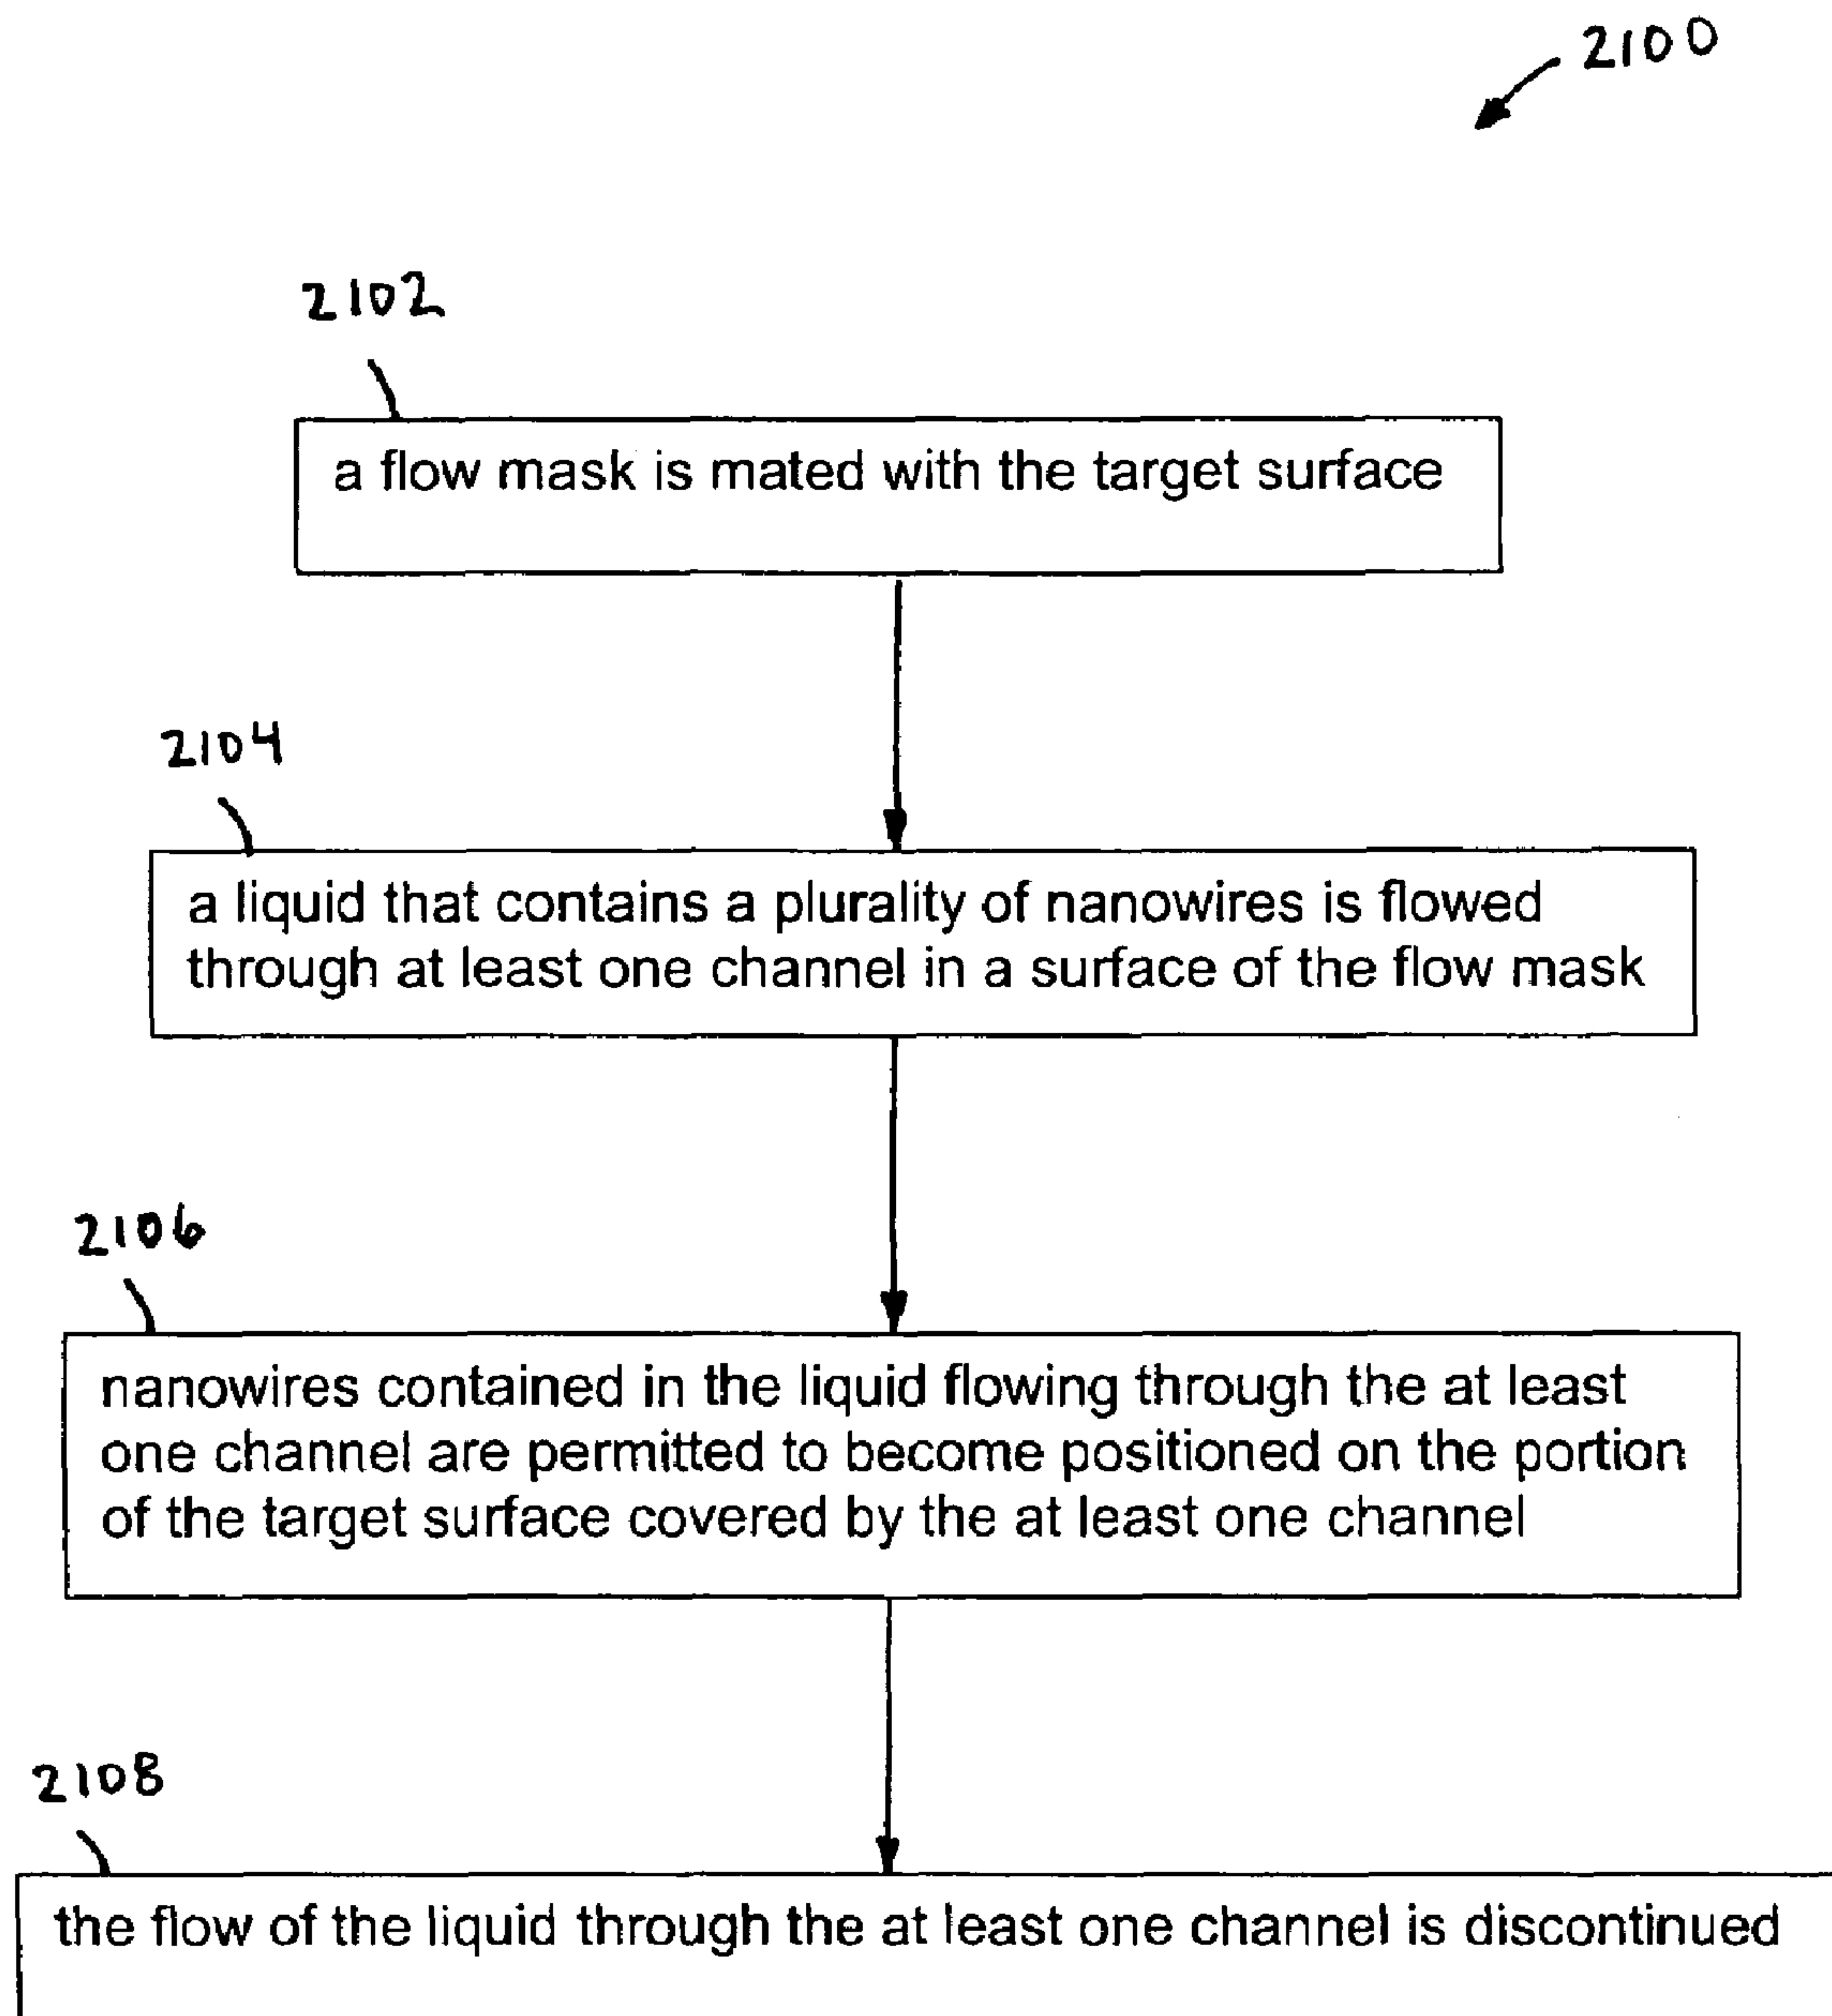 2100
2102
a flow mask is mated with the target surface
2104
a liquid that contains a plurality of nanowires is flowed
through at least one channel in a surface of the flow mask
2106
nanowires contained in the liquid flowing through the at least
one channel are permitted to become positioned on the portion
of the target surface covered by the at least one channel
2108
the flow of the liquid through the at least one channel is discontinued